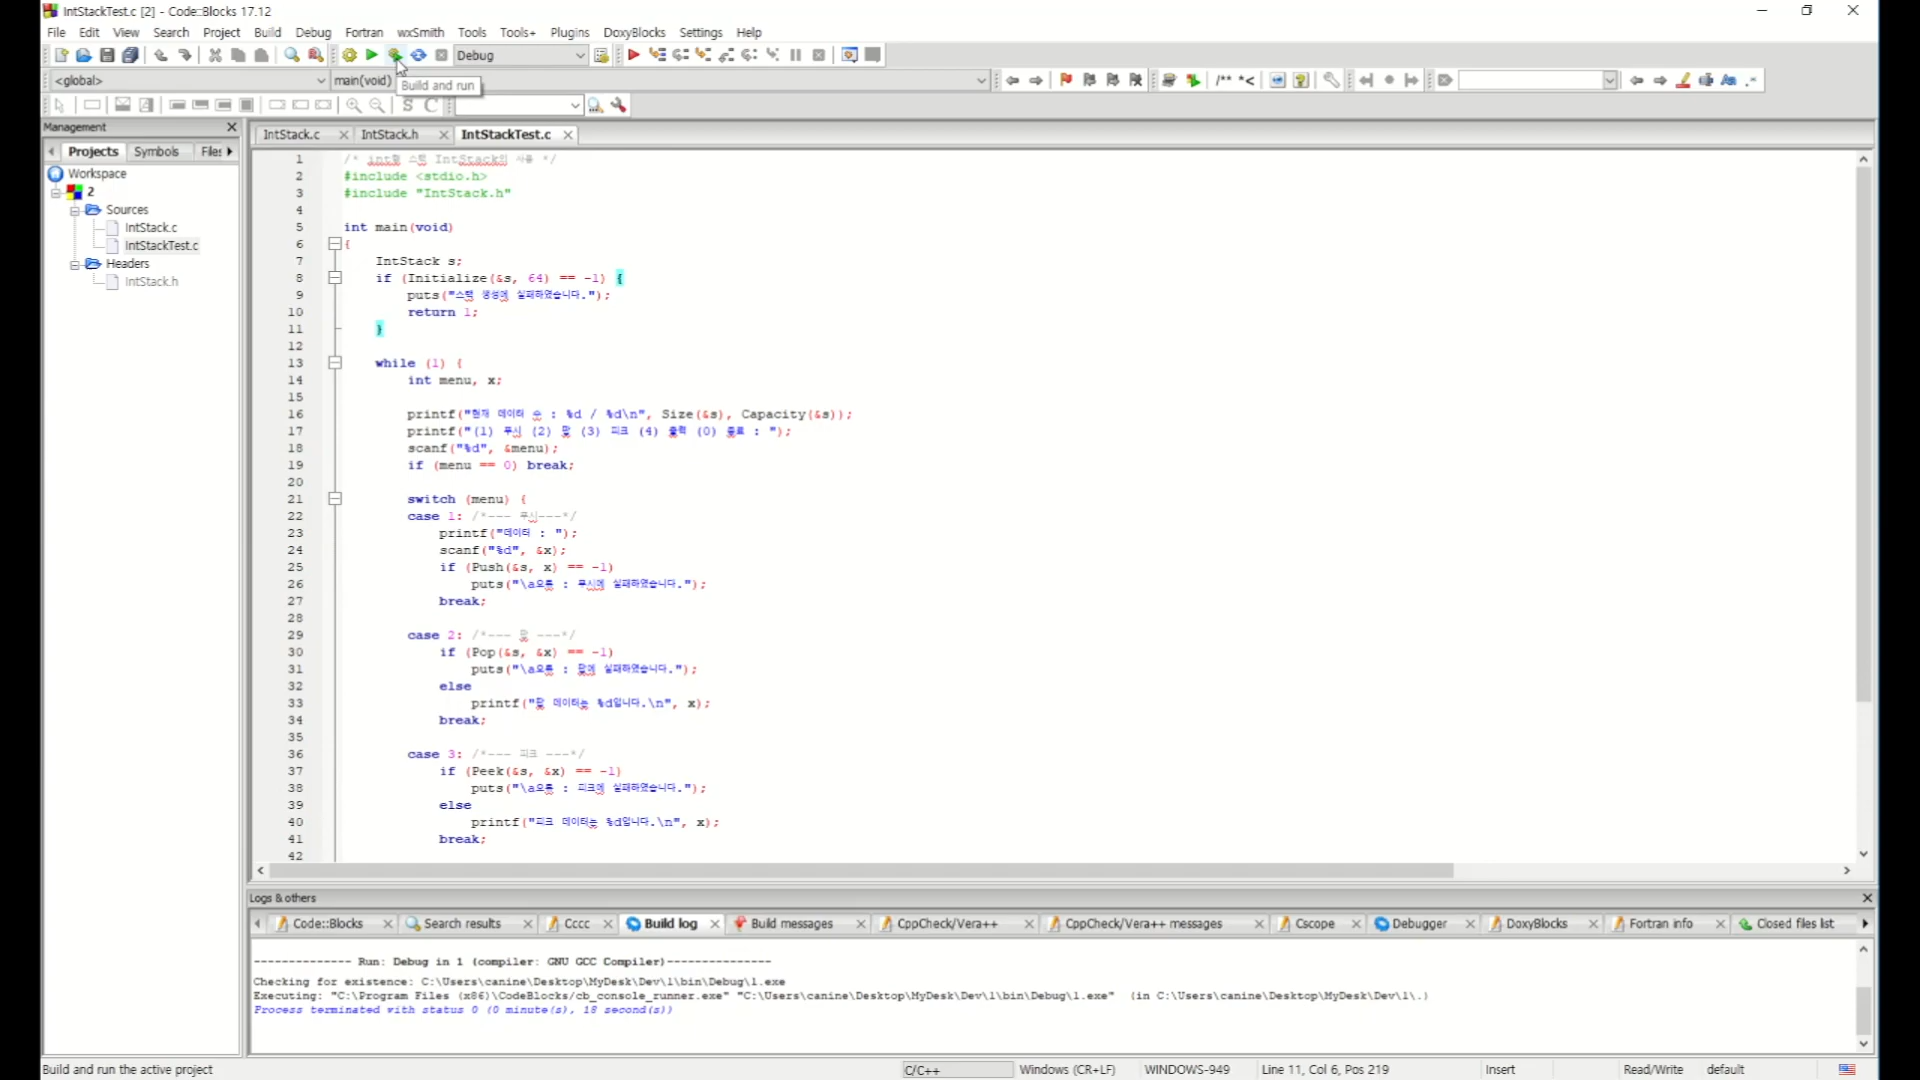 IntStackTest.c [2] - Code::Blocks 17.12
File Edit View Search Project Build Debug Fortran wxSmith Tools Tools+ Plugins DoxyBlocks Settings Help
Debug
<global> main(void)
Build and run
/** *<
S C
Management
Projects Symbols Files
IntStack.c IntStack.h IntStackTest.c
Workspace
2
Sources
IntStack.c
IntStackTest.c
Headers
IntStack.h
1 /* int형 스택 IntStack의 사용 */
2 #include <stdio.h>
3 #include "IntStack.h"
4
5 int main(void)
6 {
7 IntStack s;
8 if (Initialize(&s, 64) == -1) {
9 puts("스택 생성에 실패하였습니다.");
10 return 1;
11 }
12
13 while (1) {
14 int menu, x;
15
16 printf("현재 데이터 수 : %d / %d\n", Size(&s), Capacity(&s));
17 printf("(1) 푸시 (2) 팝 (3) 피크 (4) 출력 (0) 종료 : ");
18 scanf("%d", &menu);
19 if (menu == 0) break;
20
21 switch (menu) {
22 case 1: /*--- 푸시---*/
23 printf("데이터 : ");
24 scanf("%d", &x);
25 if (Push(&s, x) == -1)
26 puts("\a오류 : 푸시에 실패하였습니다.");
27 break;
28
29 case 2: /*--- 팝 ---*/
30 if (Pop(&s, &x) == -1)
31 puts("\a오류 : 팝에 실패하였습니다.");
32 else
33 printf("팝 데이터는 %d입니다.\n", x);
34 break;
35
36 case 3: /*--- 피크 ---*/
37 if (Peek(&s, &x) == -1)
38 puts("\a오류 : 피크에 실패하였습니다.");
39 else
40 printf("피크 데이터는 %d입니다.\n", x);
41 break;
42
Logs & others
Code::Blocks Search results Cccc Build log Build messages CppCheck/Vera++ CppCheck/Vera++ messages Cscope Debugger DoxyBlocks Fortran info Closed files list
-------------- Run: Debug in 1 (compiler: GNU GCC Compiler)---------------
Checking for existence: C:\Users\canine\Desktop\MyDesk\Dev\1\bin\Debug\1.exe
Executing: "C:\Program Files (x86)\CodeBlocks/cb_console_runner.exe" "C:\Users\canine\Desktop\MyDesk\Dev\1\bin\Debug\1.exe" (in C:\Users\canine\Desktop\MyDesk\Dev\1\.)
Process terminated with status 0 (0 minute(s), 18 second(s))
Build and run the active project C/C++ Windows (CR+LF) WINDOWS-949 Line 11, Col 6, Pos 219 Insert Read/Write default